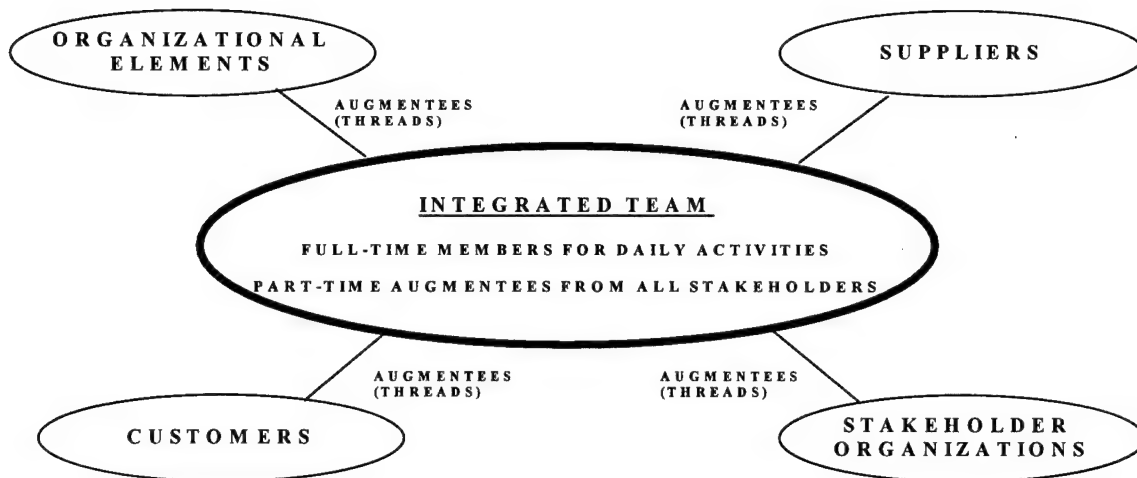 ORGANIZATIONAL
ELEMENTS
SUPPLIERS
AUGMENTEES
(THREADS)
AUGMENTEES
(THREADS)
INTEGRATED TEAM
FULL-TIME MEMBERS FOR DAILY ACTIVITIES
PART-TIME AUGMENTEES FROM ALL STAKEHOLDERS
AUGMENTEES
(THREADS)
AUGMENTEES
(THREADS)
CUSTOMERS
STAKEHOLDER
ORGANIZATIONS